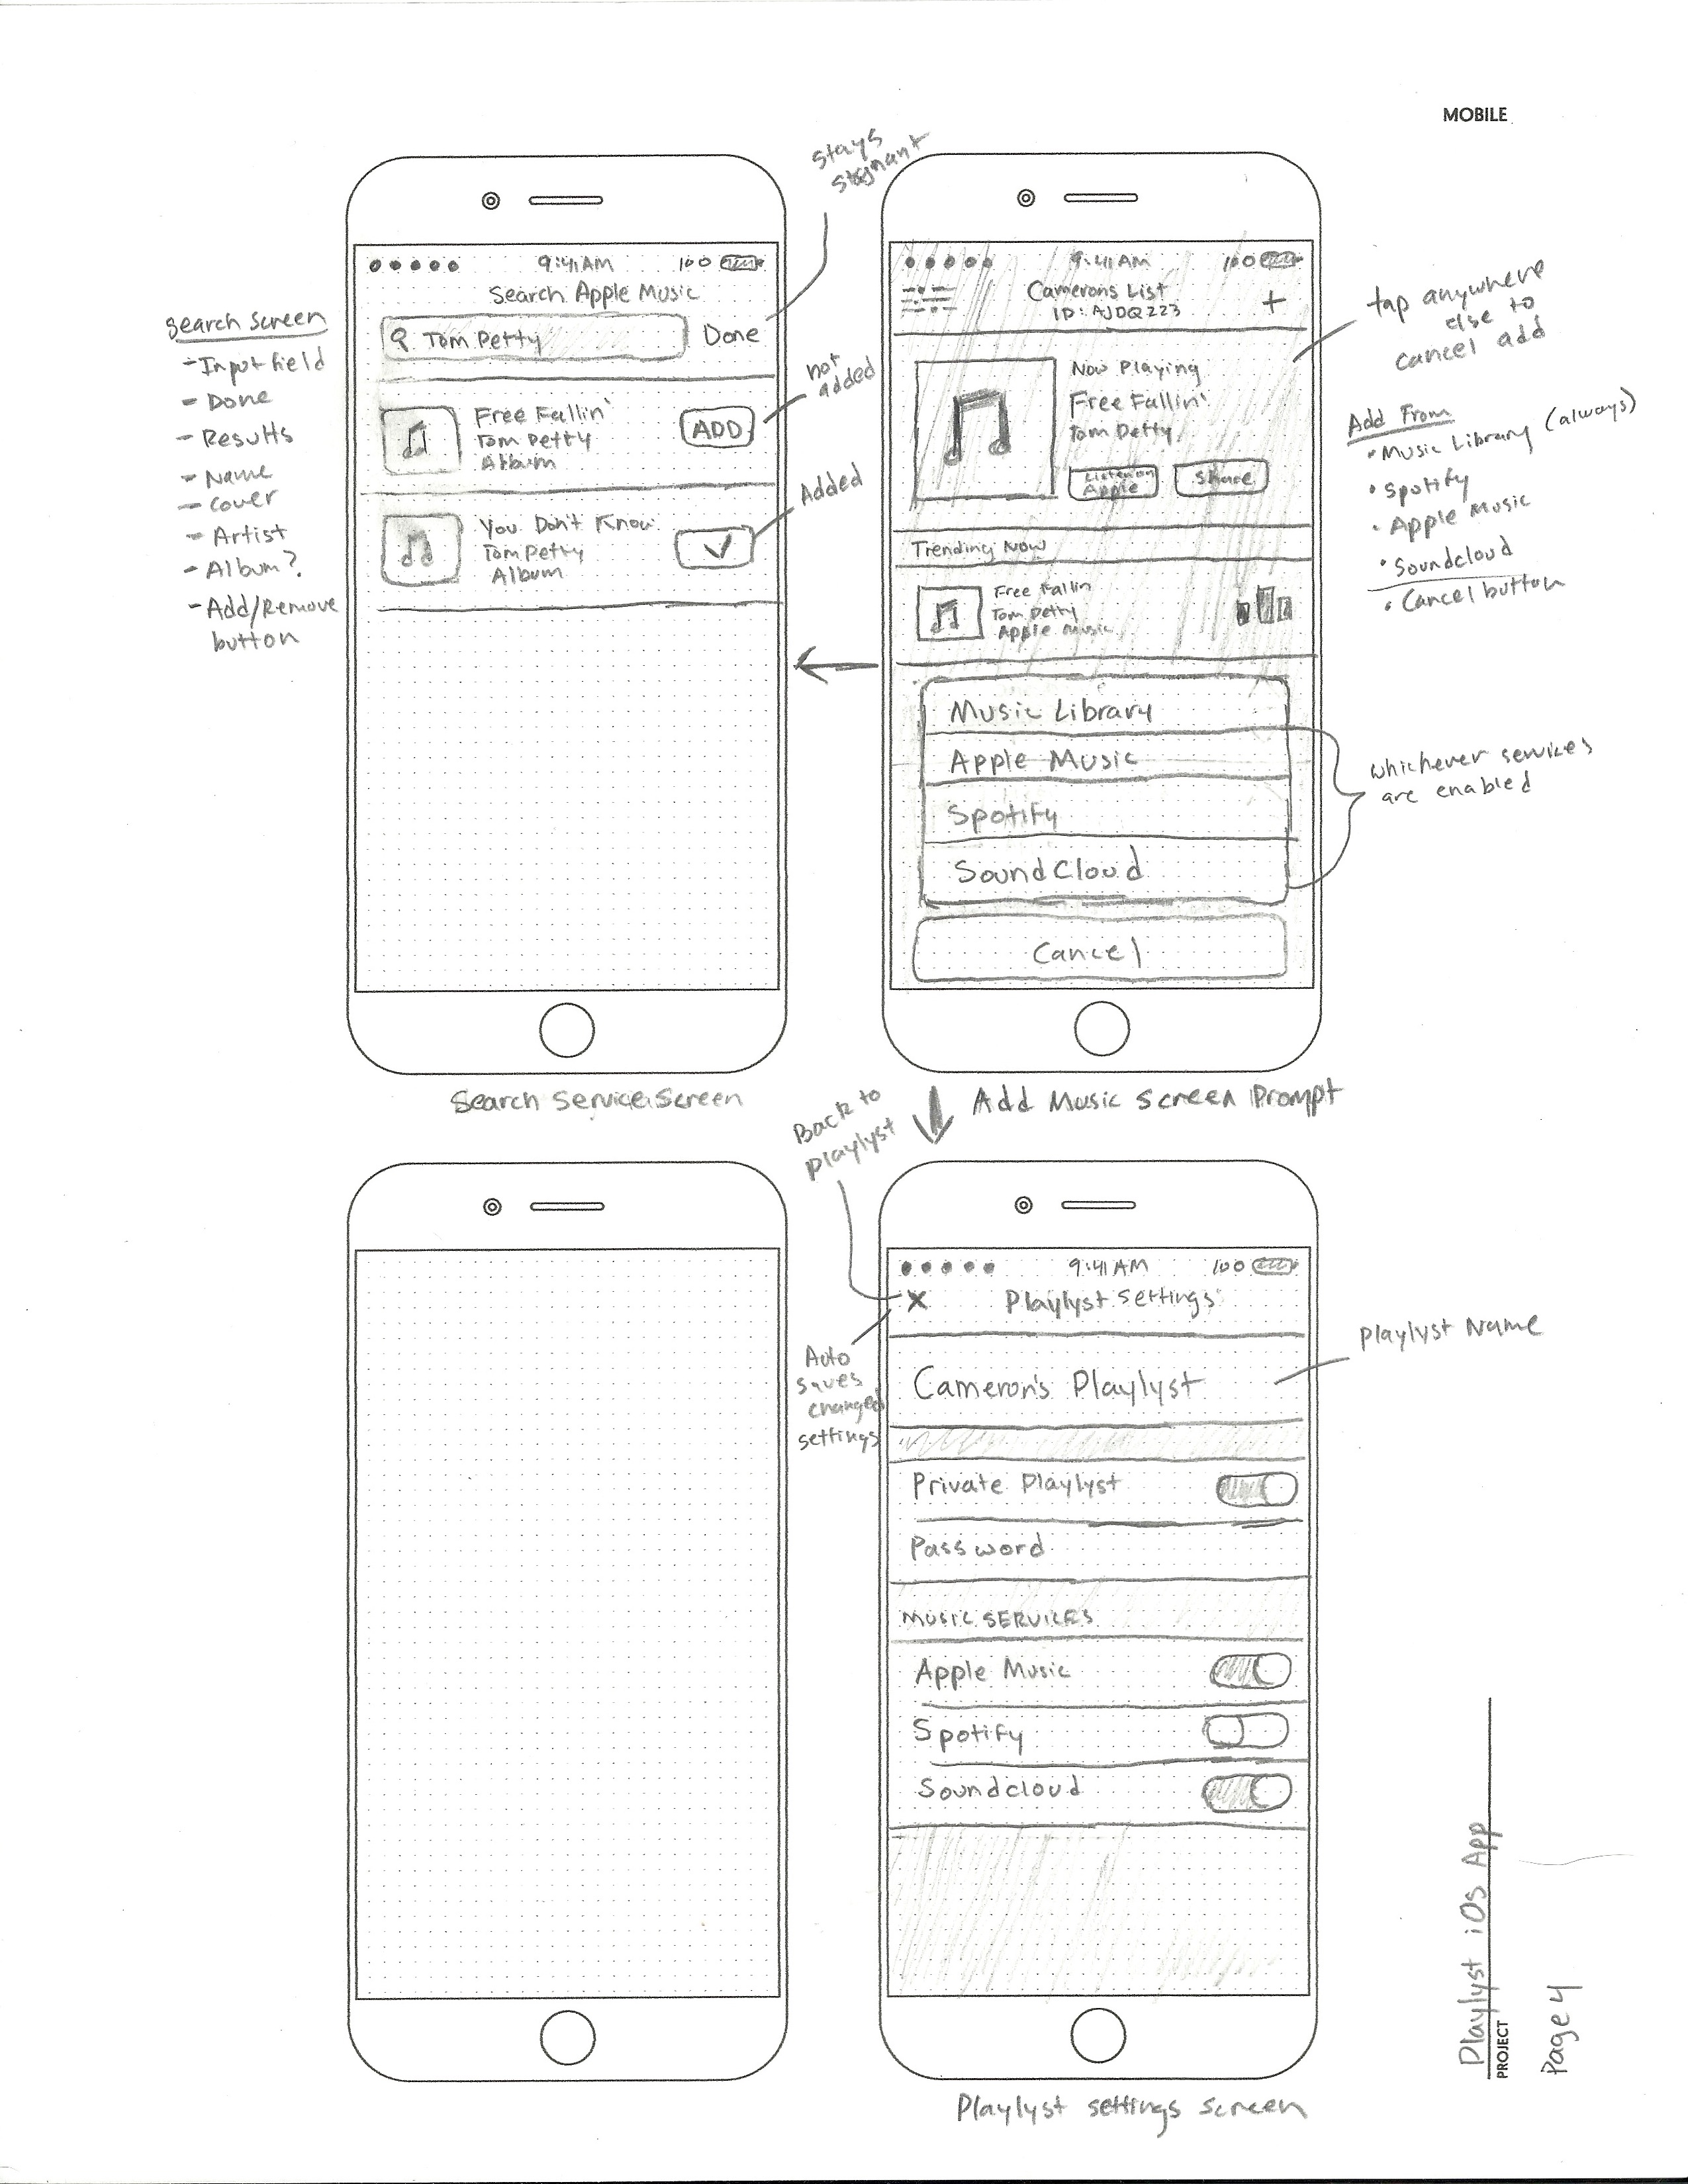 MOBILE
Stays
stagnant
9:41 AM
100
Search Apple Music
Tom Petty
Done
not
added
Free Fallin'
Tom Petty
Album
ADD
Added
You Don't Know
Tom Petty
Album
Search Screen
- Input field
- Done
- Results
- Name
- Cover
- Artist
- Album?
- Add/Remove
button
Search Service Screen
9:41 AM
100
Camerons List
ID: AJDQ223
+
Now Playing
Free Fallin'
Tom Petty
Listen on
Apple
Share
Trending Now
Free Fallin
Tom Petty
Apple Music
Music Library
Apple Music
Spotify
SoundCloud
Cancel
tap anywhere
else to
cancel add
Add From
• Music Library (always)
• Spotify
• Apple Music
• Soundcloud
• Cancel button
whichever services
are enabled
Add Music Screen Prompt
Back to
playlyst
9:41 AM
100
X
Playlyst Settings
Auto
saves
changed
settings
Cameron's Playlyst
Playlyst Name
Private Playlyst
Password
MUSIC SERVICES
Apple Music
Spotify
Soundcloud
Playlyst settings screen
Playlyst iOS App
PROJECT
Page 4